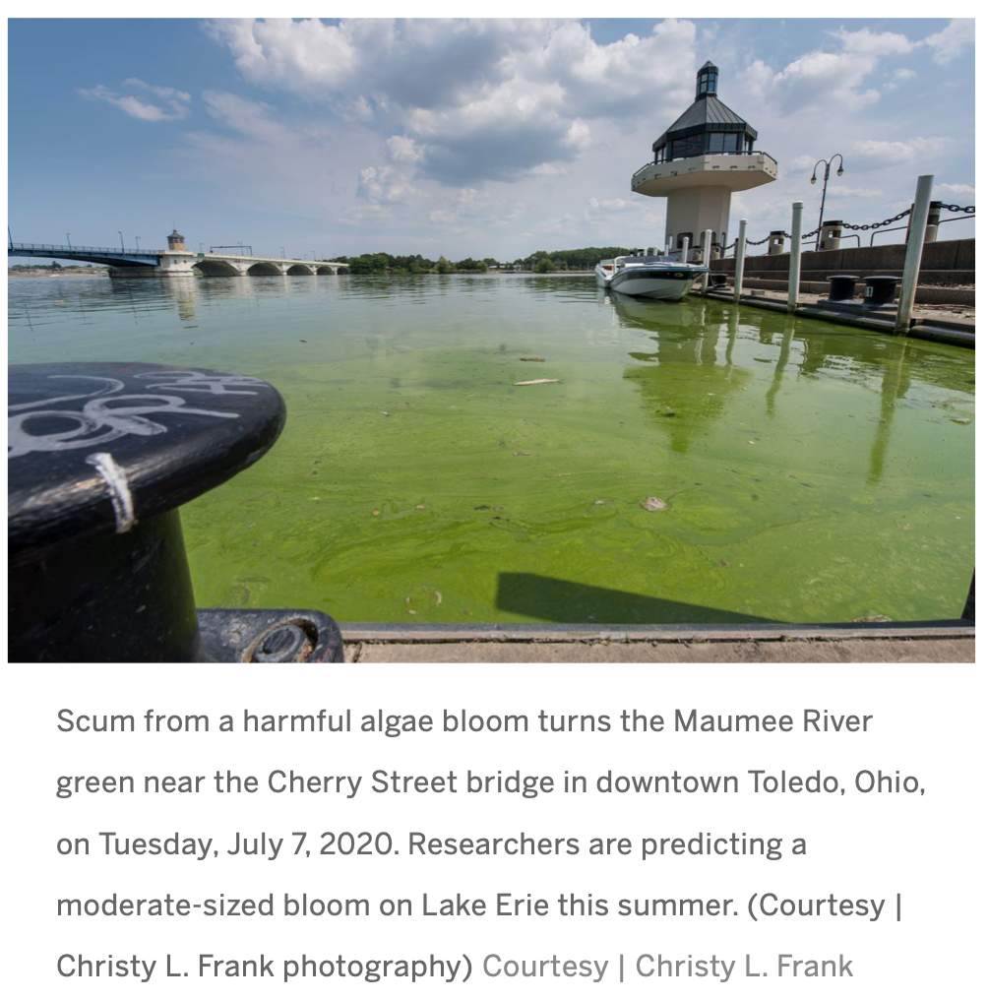 Scum from a harmful algae bloom turns the Maumee River
green near the Cherry Street bridge in downtown Toledo, Ohio,
on Tuesday, July 7, 2020. Researchers are predicting a
moderate-sized bloom on Lake Erie this summer. (Courtesy |
Christy L. Frank photography) Courtesy | Christy L. Frank